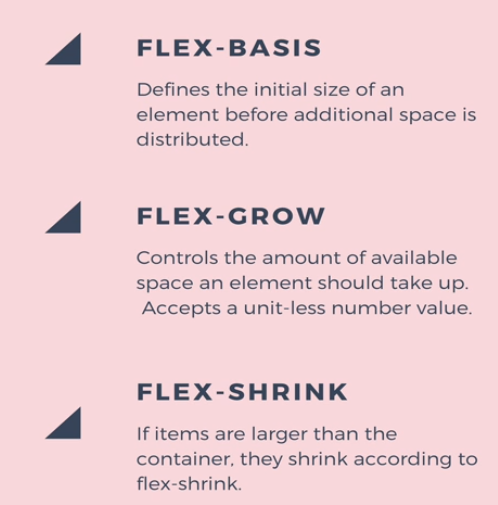 FLEX-BASIS
Defines the initial size of an
element before additional space is
distributed.
FLEX-GROW
Controls the amount of available
space an element should take up.
Accepts a unit-less number value.
FLEX-SHRINK
If items are larger than the
container, they shrink according to
flex-shrink.